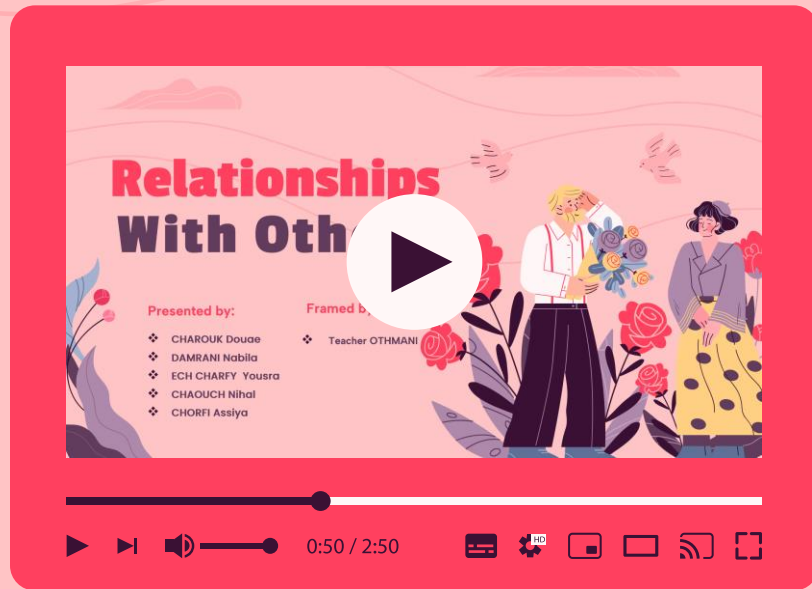 Relationships
With Oth
Presented by:
❖ CHAROUK Douae
❖ DAMRANI Nabila
❖ ECH CHARFY Yousra
❖ CHAOUCH Nihal
❖ CHORFI Assiya
Framed b
❖ Teacher OTHMANI
0:50 / 2:50
HD